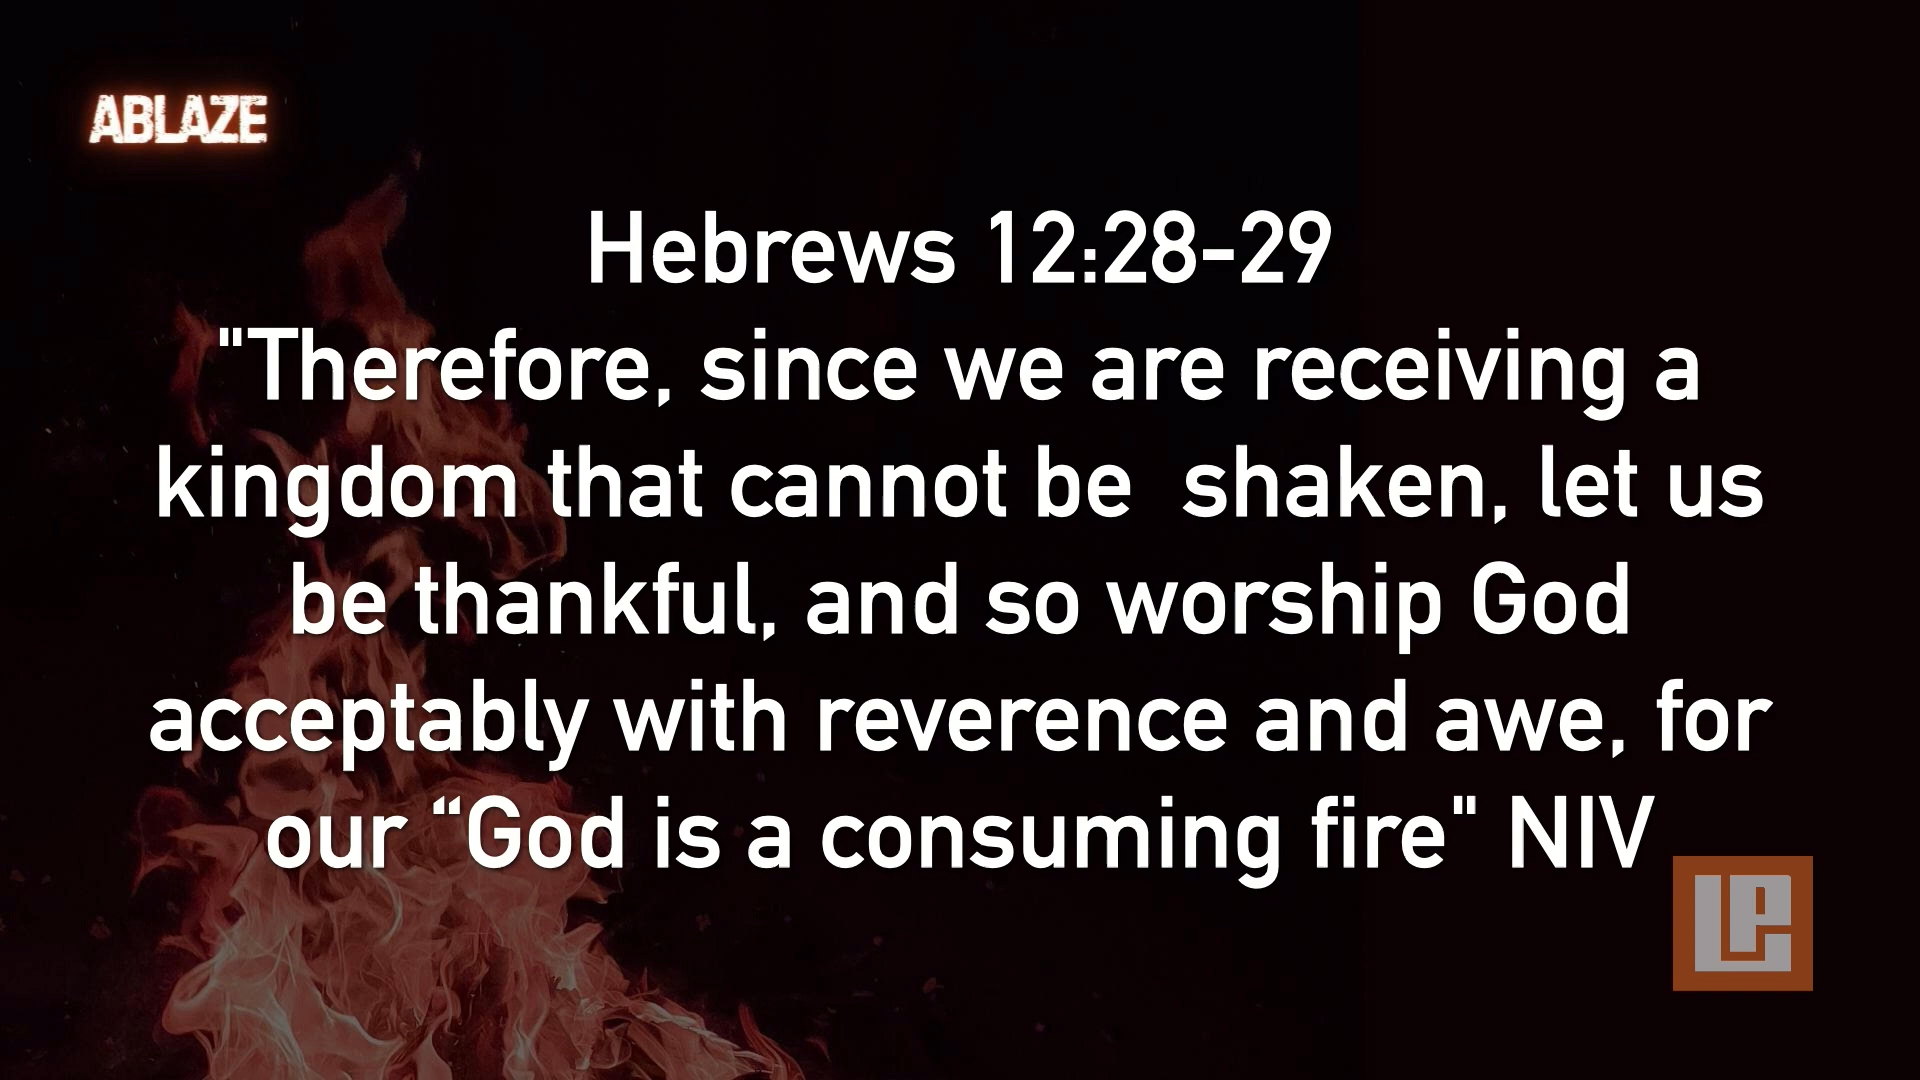 ABLAZE
Hebrews 12:28-29
"Therefore, since we are receiving a
kingdom that cannot be  shaken, let us
be thankful, and so worship God
acceptably with reverence and awe, for
our “God is a consuming fire" NIV
LP